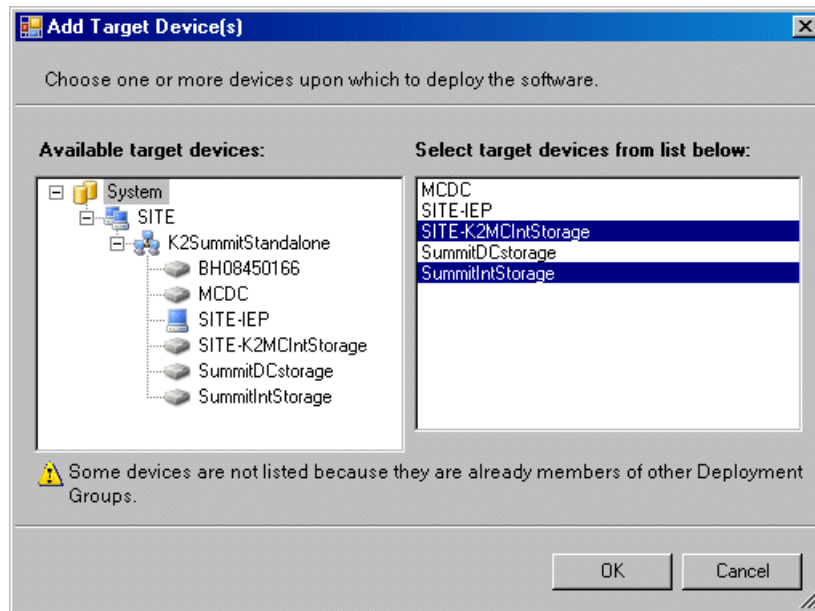 Add Target Device(s)
Choose one or more devices upon which to deploy the software.
Available target devices:
System
SITE
K2SummitStandalone
BH08450166
MCDC
SITE-IEP
SITE-K2MCIntStorage
SummitDCstorage
SummitIntStorage
Select target devices from list below:
MCDC
SITE-IEP
SITE-K2MCIntStorage
SummitDCstorage
SummitIntStorage
Some devices are not listed because they are already members of other Deployment
Groups.
OK
Cancel